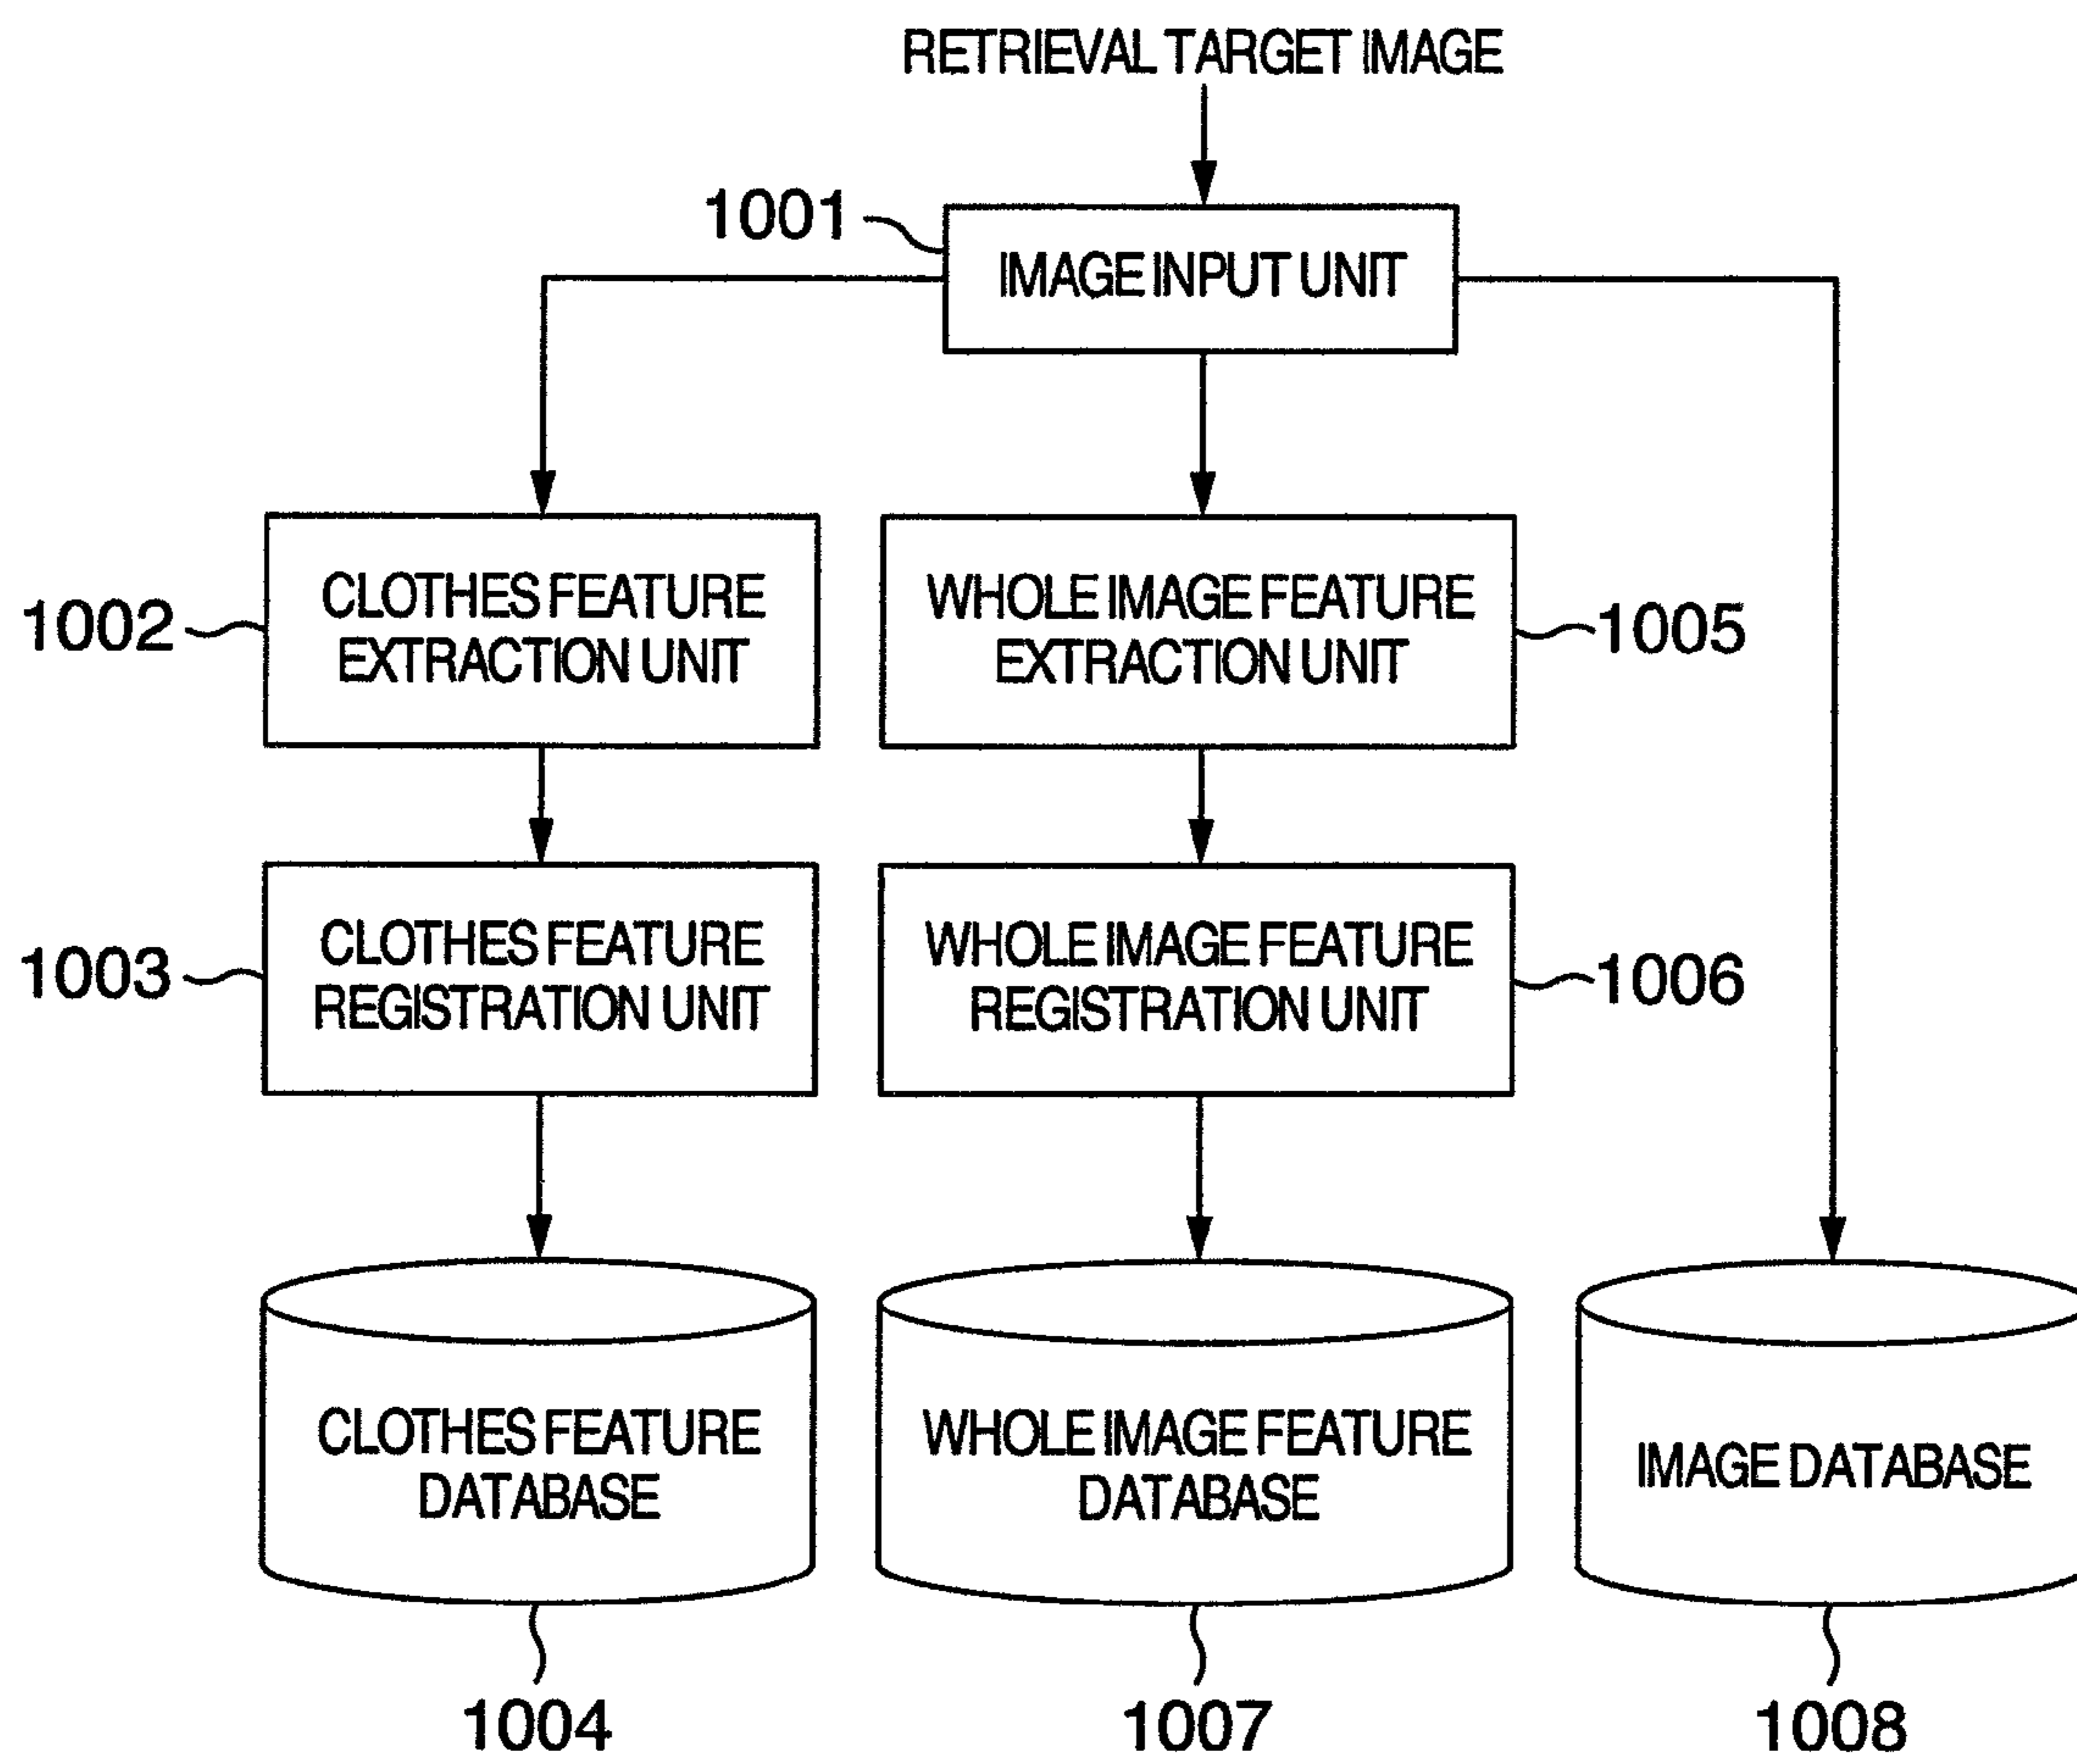 RETRIEVAL TARGET IMAGE
1001
IMAGE INPUT UNIT
1002
CLOTHES FEATURE
EXTRACTION UNIT
WHOLE IMAGE FEATURE
EXTRACTION UNIT
1005
1003
CLOTHES FEATURE
REGISTRATION UNIT
WHOLE IMAGE FEATURE
REGISTRATION UNIT
1006
CLOTHES FEATURE
DATABASE
WHOLE IMAGE FEATURE
DATABASE
IMAGE DATABASE
1004
1007
1008